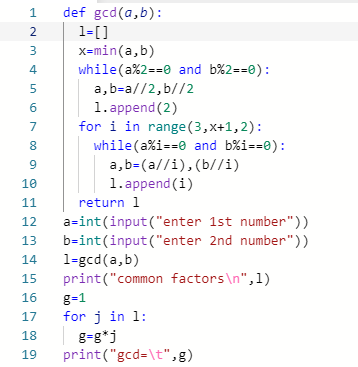 1 def gcd(a,b):
2   l=[]
3   x=min(a,b)
4   while(a%2==0 and b%2==0):
5     a,b=a//2,b//2
6     l.append(2)
7   for i in range(3,x+1,2):
8     while(a%i==0 and b%i==0):
9       a,b=(a//i),(b//i)
10       l.append(i)
11   return l
12 a=int(input("enter 1st number"))
13 b=int(input("enter 2nd number"))
14 l=gcd(a,b)
15 print("common factors\n",l)
16 g=1
17 for j in l:
18   g=g*j
19 print("gcd=\t",g)